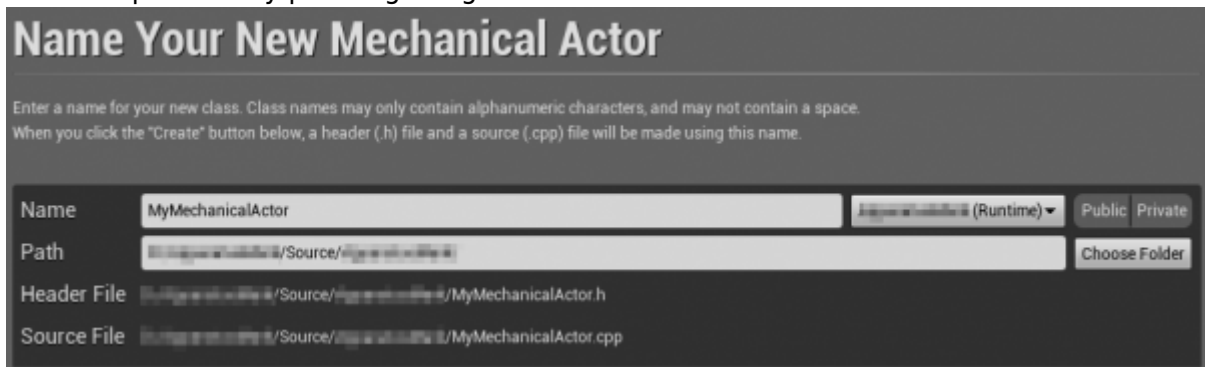 Name Your New Mechanical Actor
Enter a name for your new class. Class names may only contain alphanumeric characters, and may not contain a space.
When you click the "Create" button below, a header (.h) file and a source (.cpp) file will be made using this name.
Name MyMechanicalActor (Runtime) Public Private
Path /Source/ Choose Folder
Header File /Source/ /MyMechanicalActor.h
Source File /Source/ /MyMechanicalActor.cpp